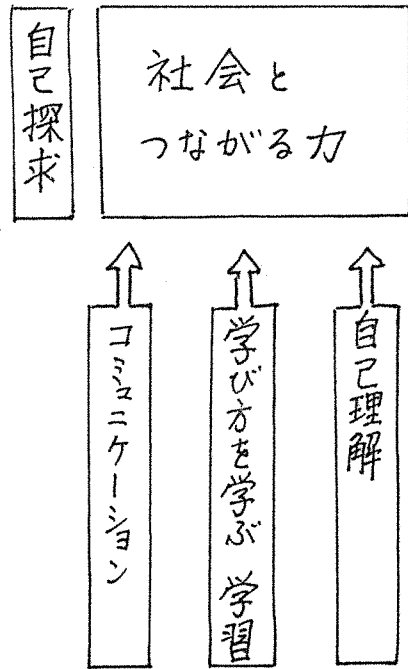 自己探求
社会と
つながる力
コミュニケーション
学び方を学ぶ 学習
自己理解